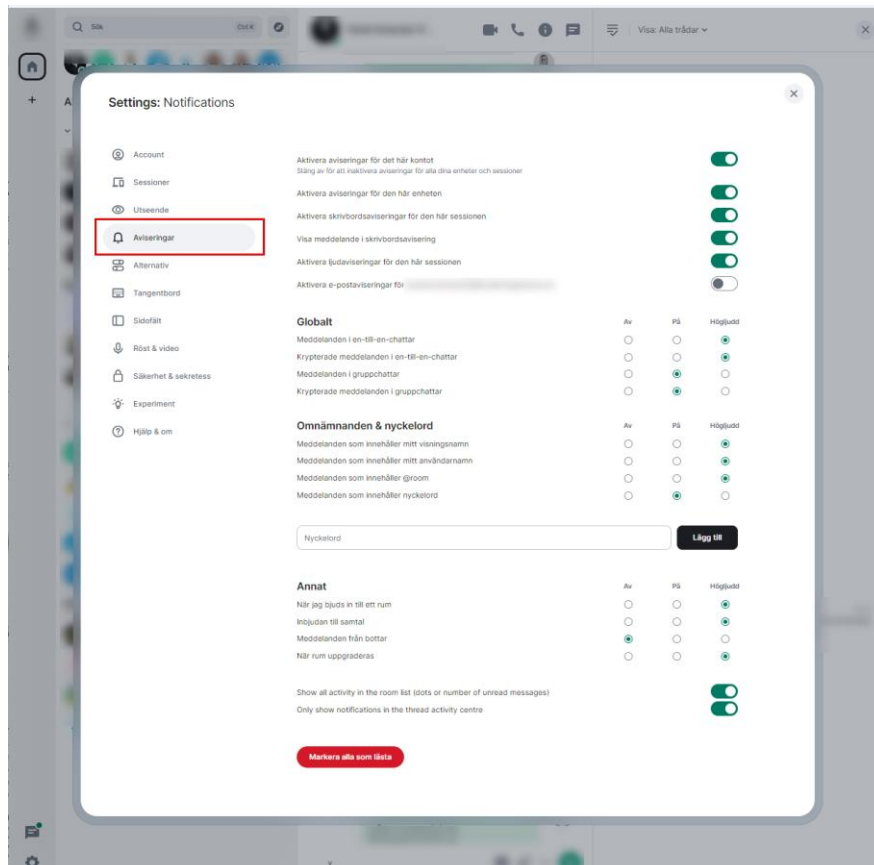 Sök
Ctrl K
Visa: Alla trådar
Settings: Notifications
Account
Sessioner
Utseende
Aviseringar
Alternativ
Tangentbord
Sidofält
Röst & video
Säkerhet & sekretess
Experiment
Hjälp & om
Aktivera aviseringar för det här kontot
Stäng av för att inaktivera aviseringar för alla dina enheter och sessioner
Aktivera aviseringar för den här enheten
Aktivera skrivbordsaviseringar för den här sessionen
Visa meddelande i skrivbordsavisering
Aktivera ljudaviseringar för den här sessionen
Aktivera e-postaviseringar för
Globalt Av På Högljudd
Meddelanden i en-till-en-chattar
Krypterade meddelanden i en-till-en-chattar
Meddelanden i gruppchattar
Krypterade meddelanden i gruppchattar
Omnämnanden & nyckelord Av På Högljudd
Meddelanden som innehåller mitt visningsnamn
Meddelanden som innehåller mitt användarnamn
Meddelanden som innehåller @room
Meddelanden som innehåller nyckelord
Nyckelord Lägg till
Annat Av På Högljudd
När jag bjuds in till ett rum
Inbjudan till samtal
Meddelanden från bottar
När rum uppgraderas
Show all activity in the room list (dots or number of unread messages)
Only show notifications in the thread activity centre
Markera alla som lästa